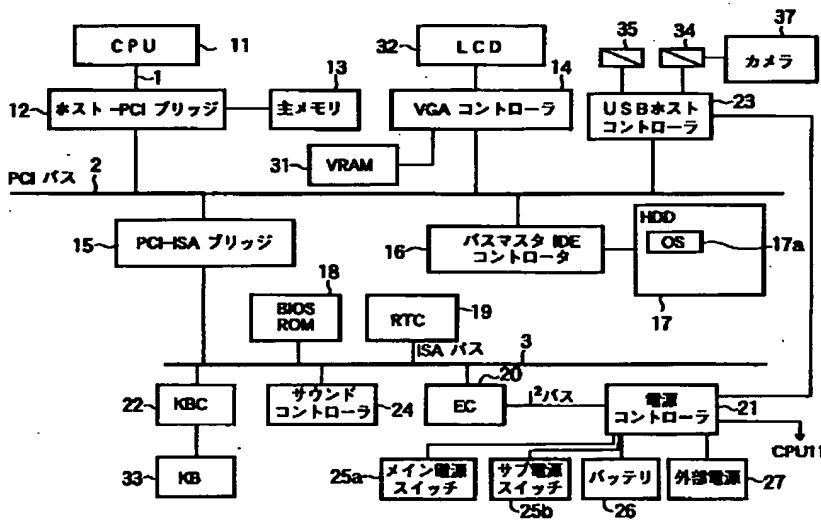 CPU
11
1
12
ホスト-PCI ブリッジ
13
主メモリ
32
LCD
14
VGA コントローラ
31
VRAM
35
34
37
カメラ
USBホスト
コントローラ
23
PCI バス
2
15
PCI-ISA ブリッジ
16
バスマスタ IDE
コントロータ
HDD
OS
17a
17
18
BIOS
ROM
RTC
19
ISA バス
3
22
KBC
サウンド
コントローラ
24
20
EC
I²バス
電源
コントローラ
21
CPU11
33
KB
25a
メイン電源
スイッチ
サブ電源
スイッチ
25b
バッテリ
26
外部電源
27